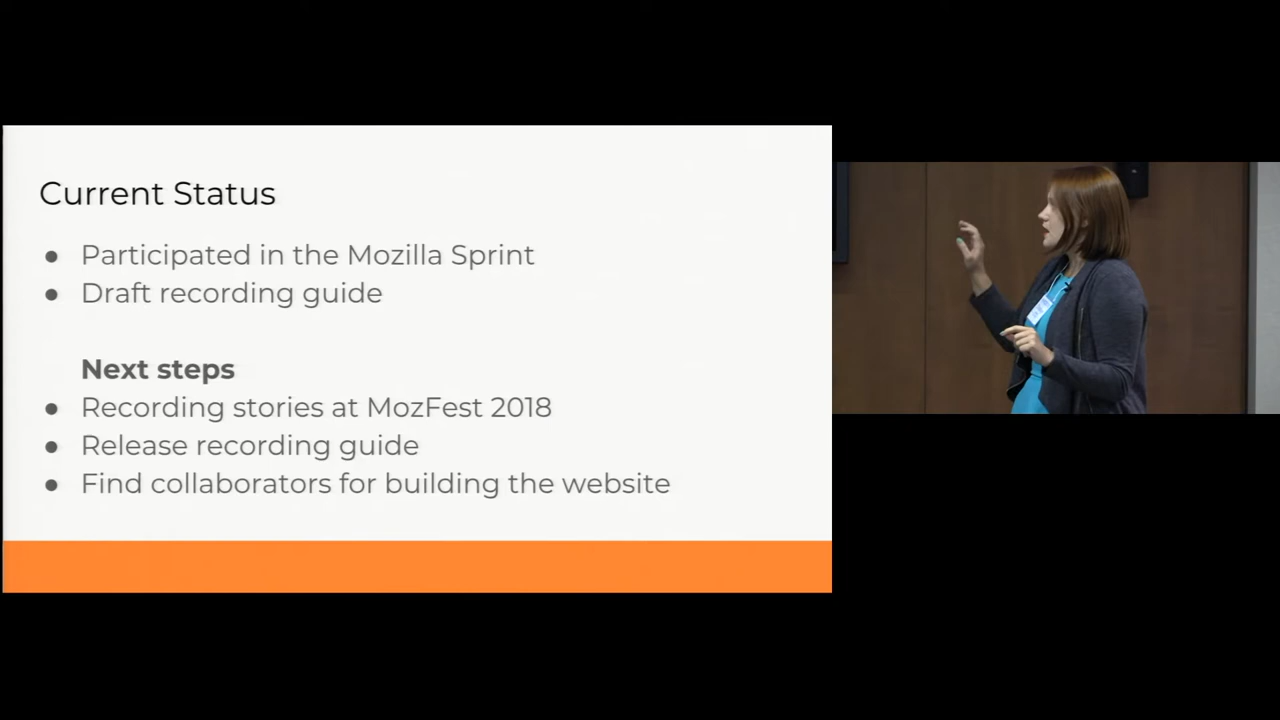 Current Status
● Participated in the Mozilla Sprint
● Draft recording guide
Next steps
● Recording stories at MozFest 2018
● Release recording guide
● Find collaborators for building the website